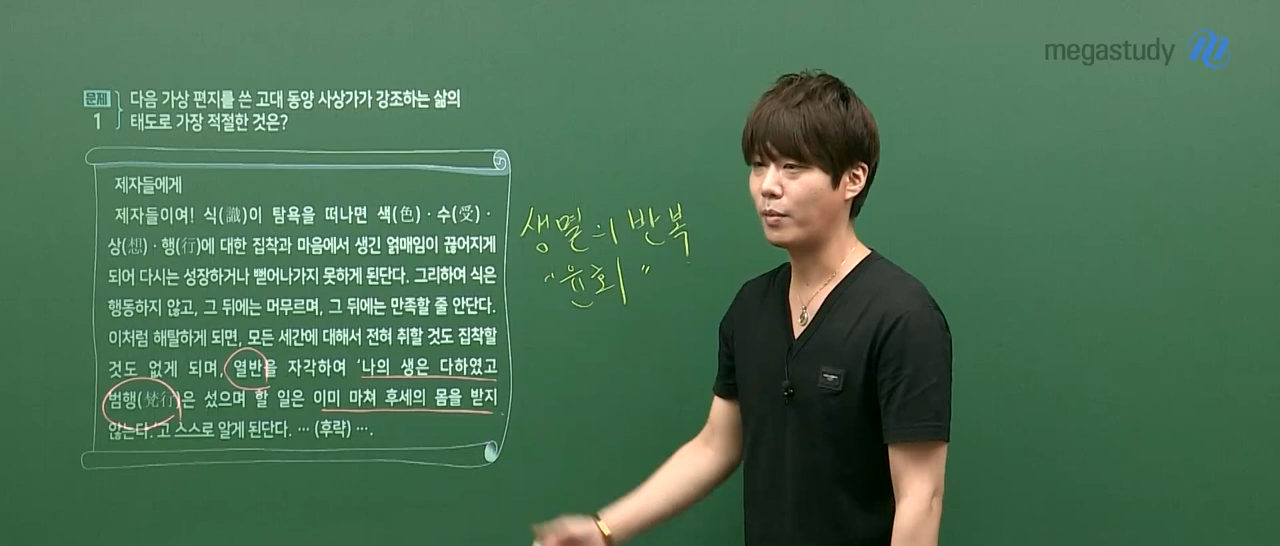 megastudy
문제 1
다음 가상 편지를 쓴 고대 동양 사상가가 강조하는 삶의
태도로 가장 적절한 것은?
제자들에게
제자들이여! 식(識)이 탐욕을 떠나면 색(色)·수(受)·
상(想)·행(行)에 대한 집착과 마음에서 생긴 얽매임이 끊어지게
되어 다시는 성장하거나 뻗어나가지 못하게 된단다. 그리하여 식은
행동하지 않고, 그 뒤에는 머무르며, 그 뒤에는 만족할 줄 안단다.
이처럼 해탈하게 되면, 모든 세간에 대해서 전혀 취할 것도 집착할
것도 없게 되며, 열반을 자각하여 '나의 생은 다하였고
범행(梵行)은 섰으며 할 일은 이미 마쳐 후세의 몸을 받지
않는다.'고 스스로 알게 된단다. … (후략) ….
생멸의 반복
"윤회"